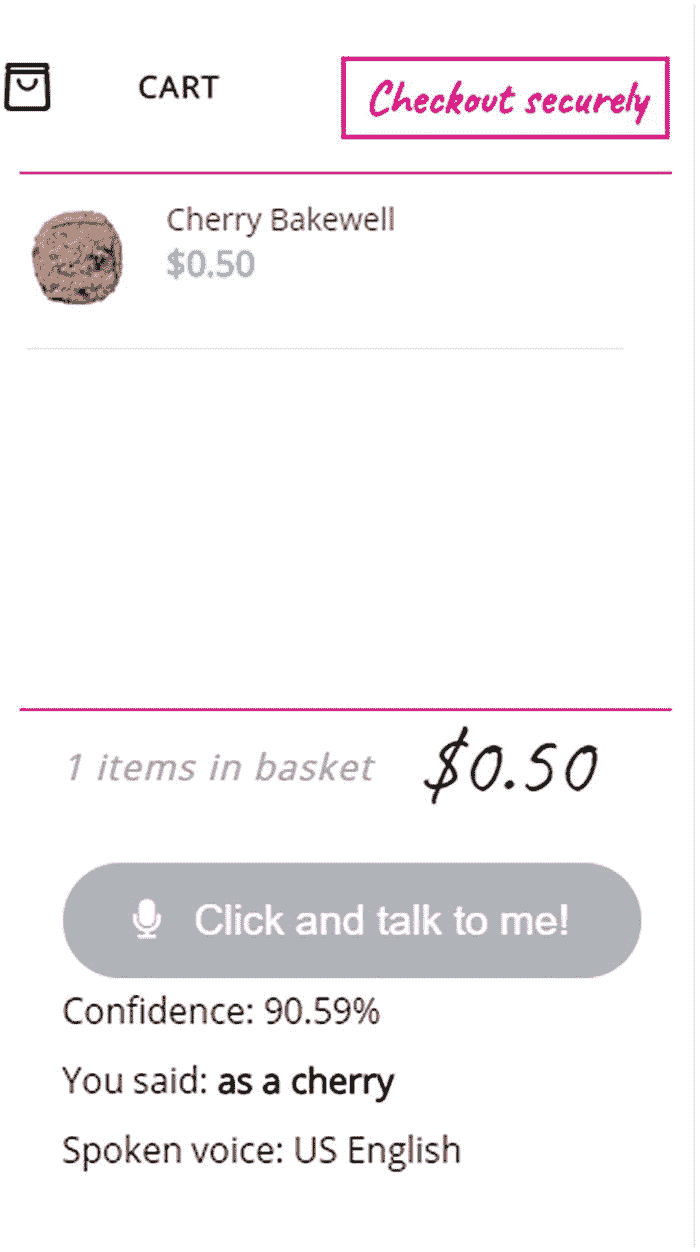 CART
Checkout securely
Cherry Bakewell
$0.50
1 items in basket
$0.50
Click and talk to me!
Confidence: 90.59%
You said: as a cherry
Spoken voice: US English